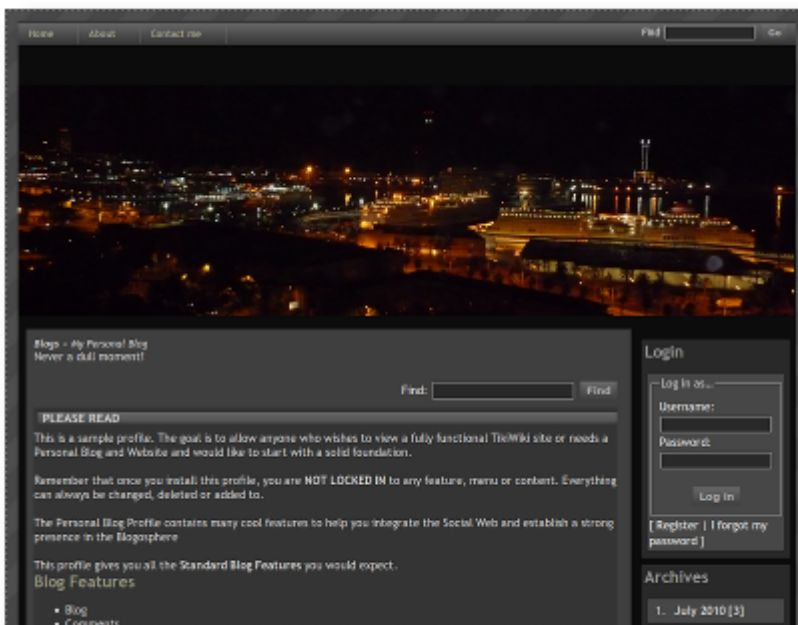 Home About Contact me Find Go
Blogs - My Personal Blog
Never a dull moment!
Find: Find
PLEASE READ
This is a sample profile. The goal is to allow anyone who wishes to view a fully functional TikiWiki site or needs a
Personal Blog and Website and would like to start with a solid foundation.
Remember that once you install this profile, you are NOT LOCKED IN to any feature, menu or content. Everything
can always be changed, deleted or added to.
The Personal Blog Profile contains many cool features to help you integrate the Social Web and establish a strong
presence in the Blogosphere
This profile gives you all the Standard Blog Features you would expect.
Blog Features
Blog
Comments
Login
Log in as...
Username:
Password:
Log in
[ Register | I forgot my
password ]
Archives
1. July 2010 [3]